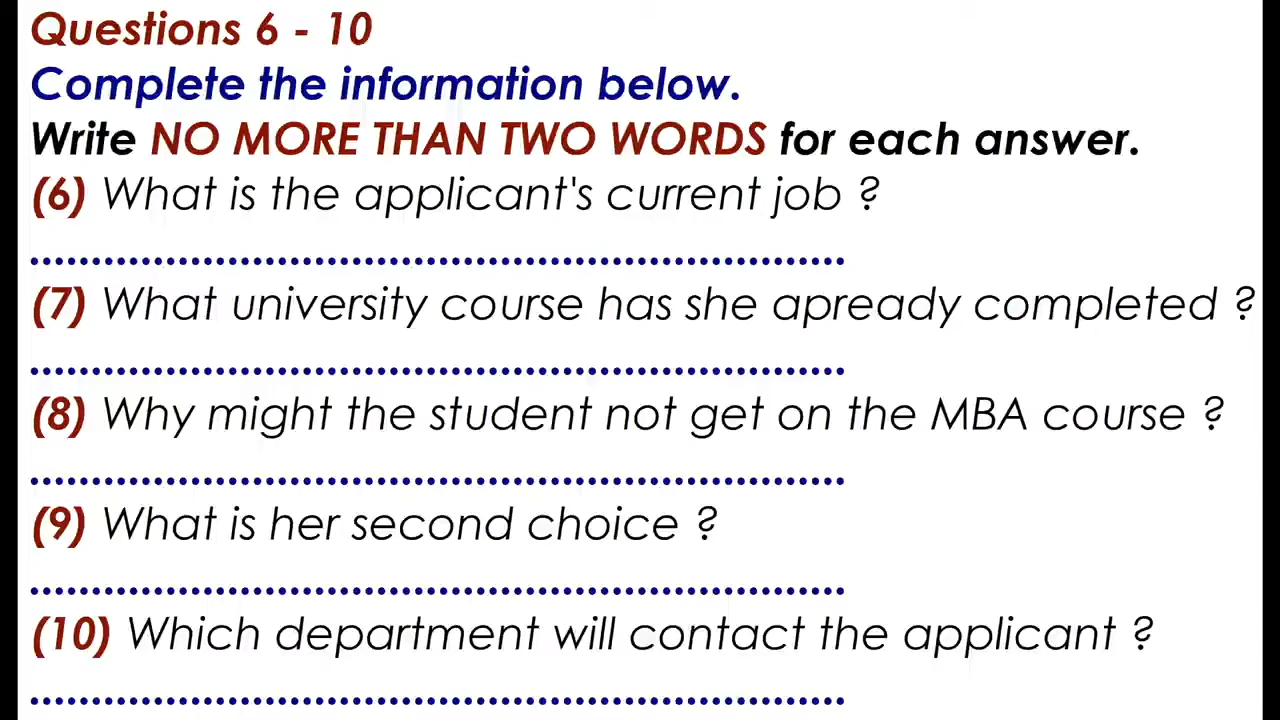 Questions 6 - 10
Complete the information below.
Write NO MORE THAN TWO WORDS for each answer.
(6) What is the applicant's current job ?
.................................................................
(7) What university course has she apready completed ?
.................................................................
(8) Why might the student not get on the MBA course ?
.................................................................
(9) What is her second choice ?
.................................................................
(10) Which department will contact the applicant ?
.................................................................